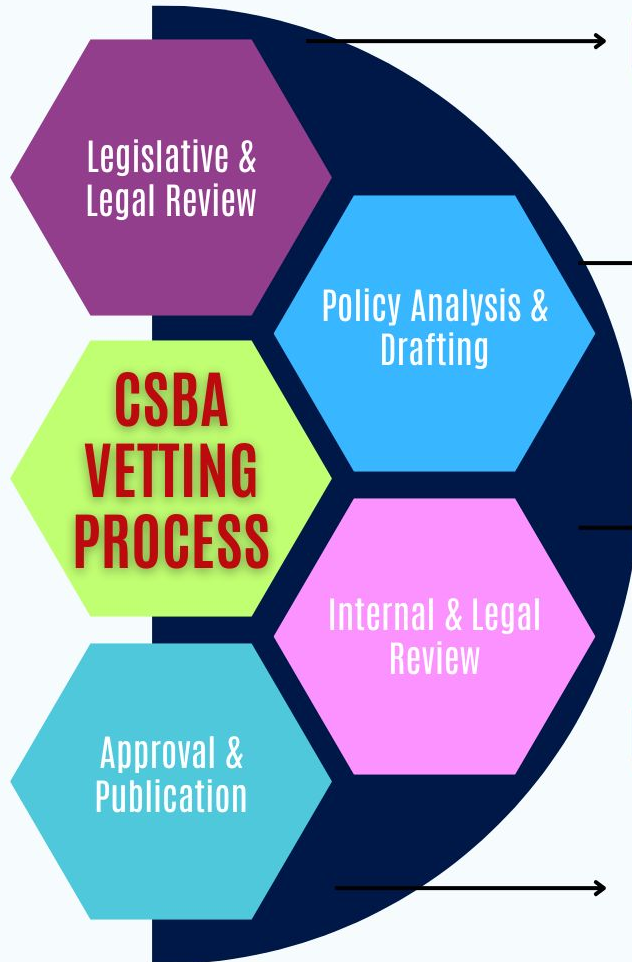 Legislative &
Legal Review
Policy Analysis &
Drafting
CSBA
VETTING
PROCESS
Internal & Legal
Review
Approval &
Publication